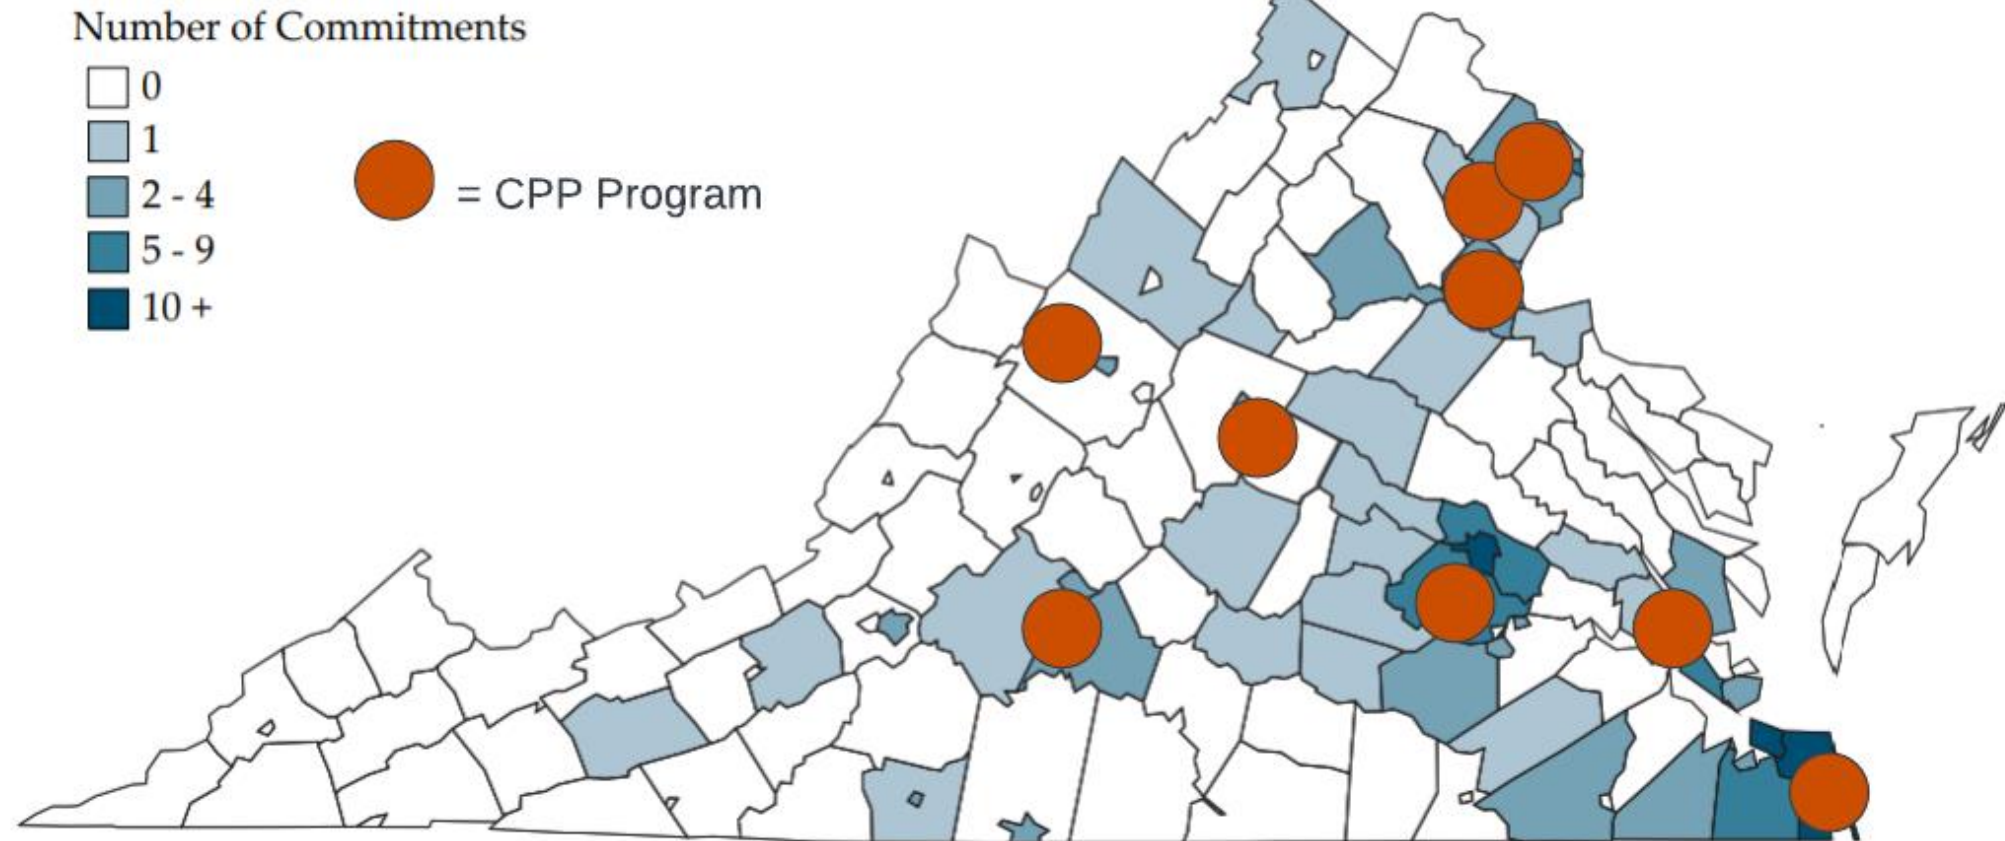 Number of Commitments
0
1
2 - 4
5 - 9
10 +
= CPP Program